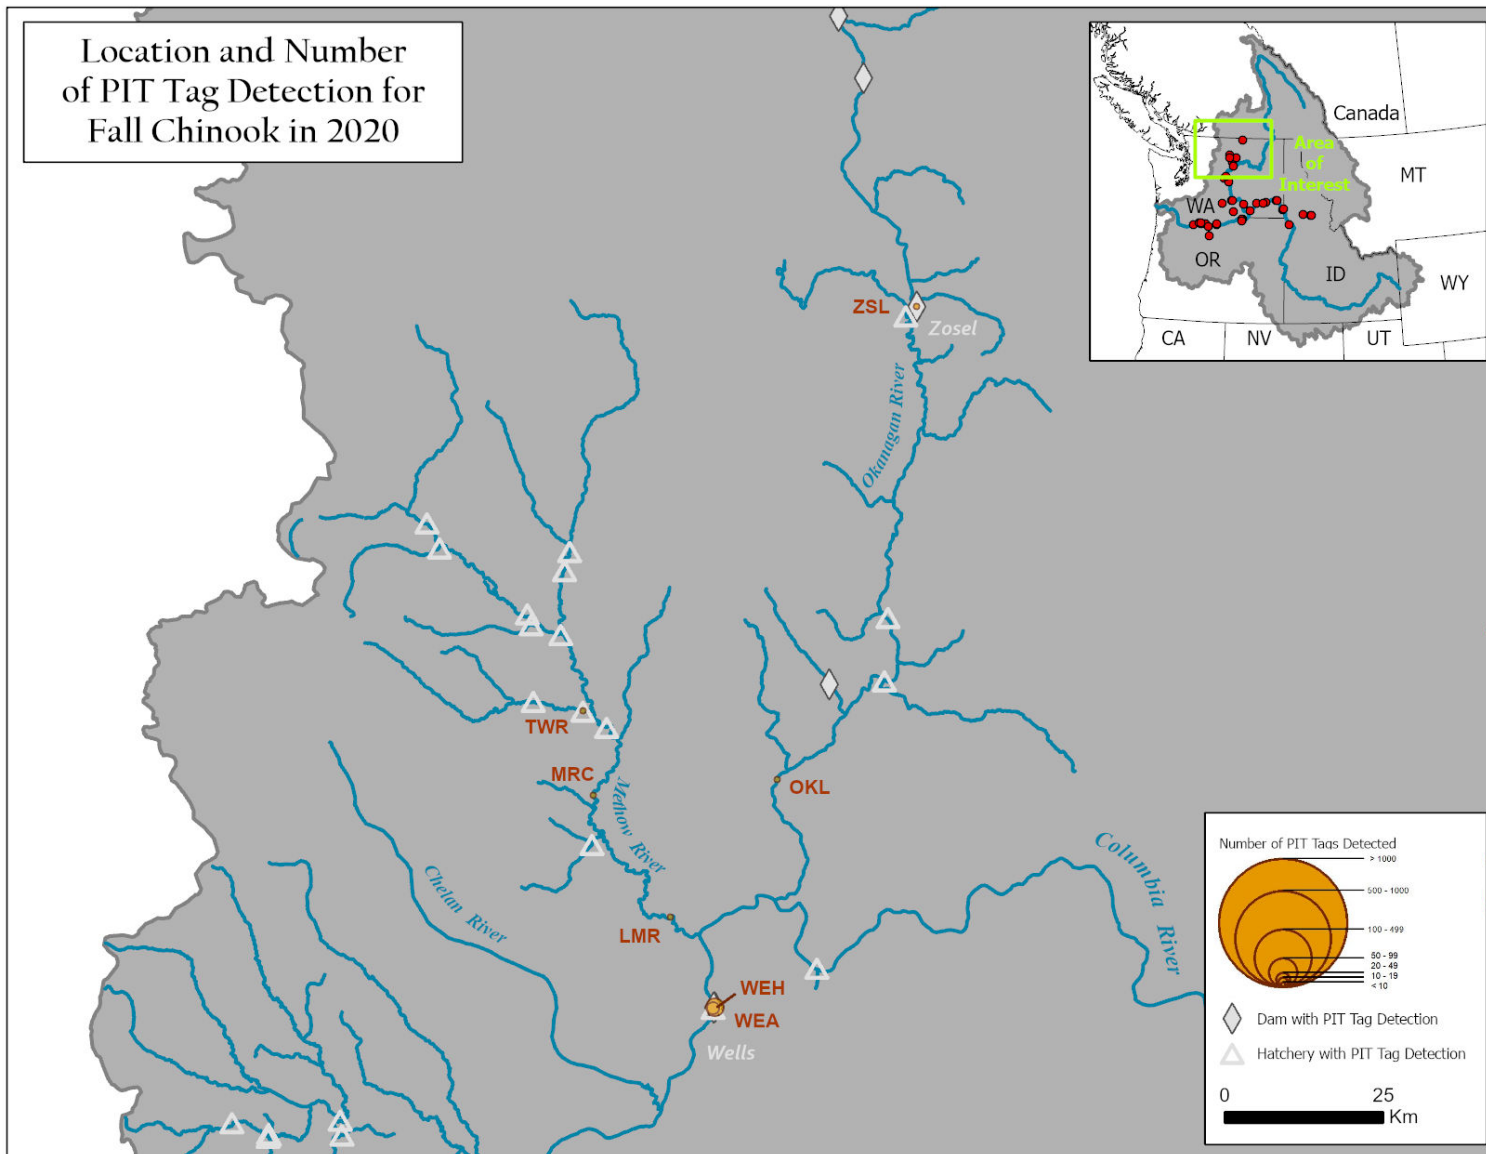 Location and Number
of PIT Tag Detection for
Fall Chinook in 2020
Canada
Area
of
Interest
MT
WA
OR
ID
WY
CA
NV
UT
ZSL
Zosel
Okanagan River
TWR
MRC
OKL
Methow River
Chelan River
Columbia
River
LMR
WEH
WEA
Wells
Number of PIT Tags Detected
> 1000
500 - 1000
100 - 499
50 - 99
20 - 49
10 - 19
< 10
Dam with PIT Tag Detection
Hatchery with PIT Tag Detection
0 25
Km